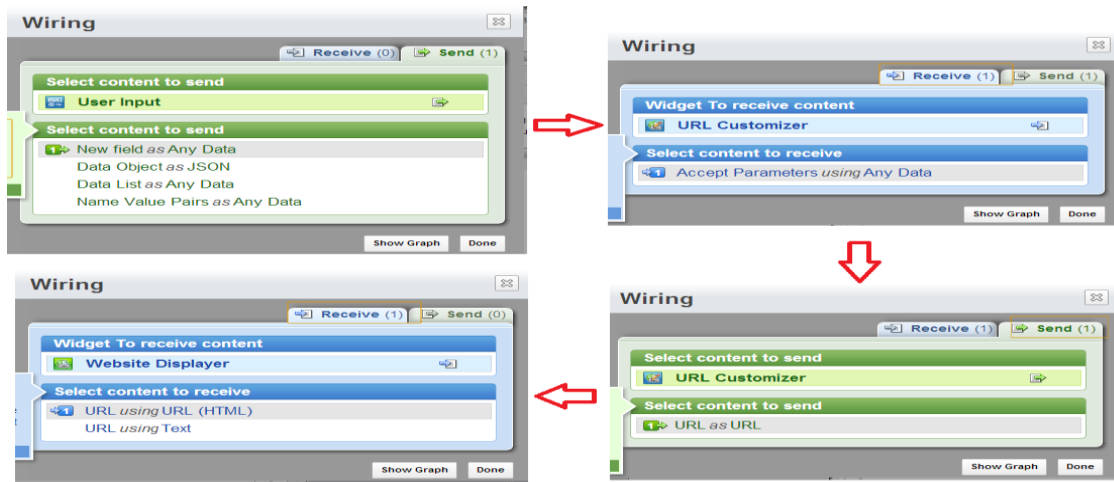 Wiring
Receive (0) Send (1)
Select content to send
User Input
Select content to send
1 New field as Any Data
Data Object as JSON
Data List as Any Data
Name Value Pairs as Any Data
Show Graph Done
Wiring
Receive (1) Send (1)
Widget To receive content
URL Customizer
Select content to receive
1 Accept Parameters using Any Data
Show Graph Done
Wiring
Receive (1) Send (1)
Select content to send
URL Customizer
Select content to send
1 URL as URL
Show Graph Done
Wiring
Receive (1) Send (0)
Widget To receive content
Website Displayer
Select content to receive
1 URL using URL (HTML)
URL using Text
Show Graph Done